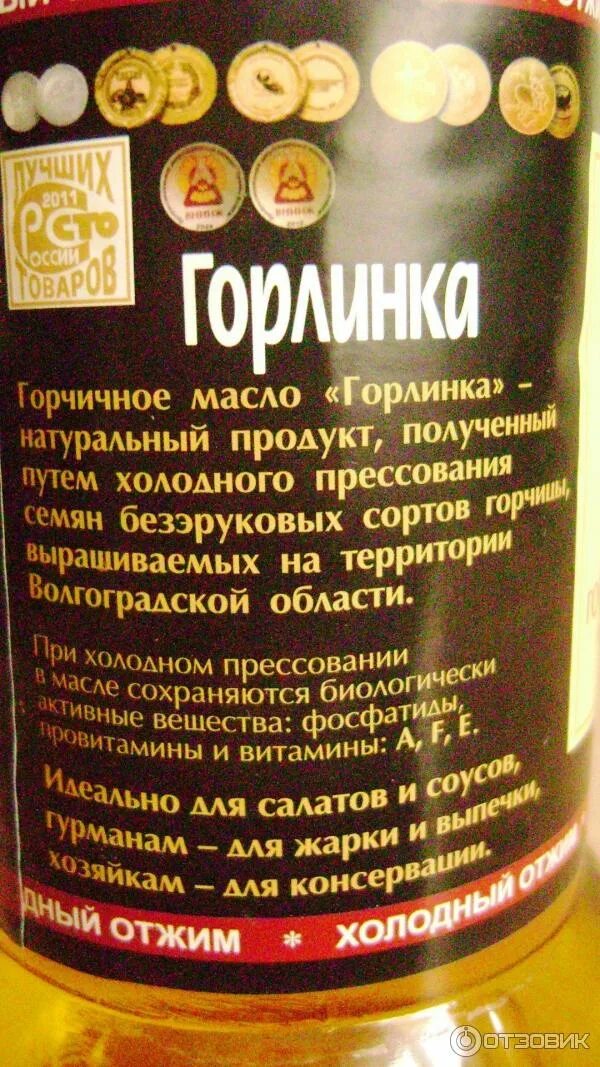 ЛУЧШИХ
2011
СТО
РОССИИ
ТОВАРОВ
ГОРЛИНКА
Горчичное масло «Горлинка» –
натуральный продукт, полученный
путем холодного прессования
семян безэруковых сортов горчицы,
выращиваемых на территории
Волгоградской области.
При холодном прессовании
в масле сохраняются биологически
активные вещества: фосфатиды,
провитамины и витамины: A, F, E.
Идеально для салатов и соусов,
гурманам – для жарки и выпечки,
хозяйкам – для консервации.
ДНЫЙ ОТЖИМ * ХОЛОДНЫЙ ОТЖИМ
ОТЗОВИК